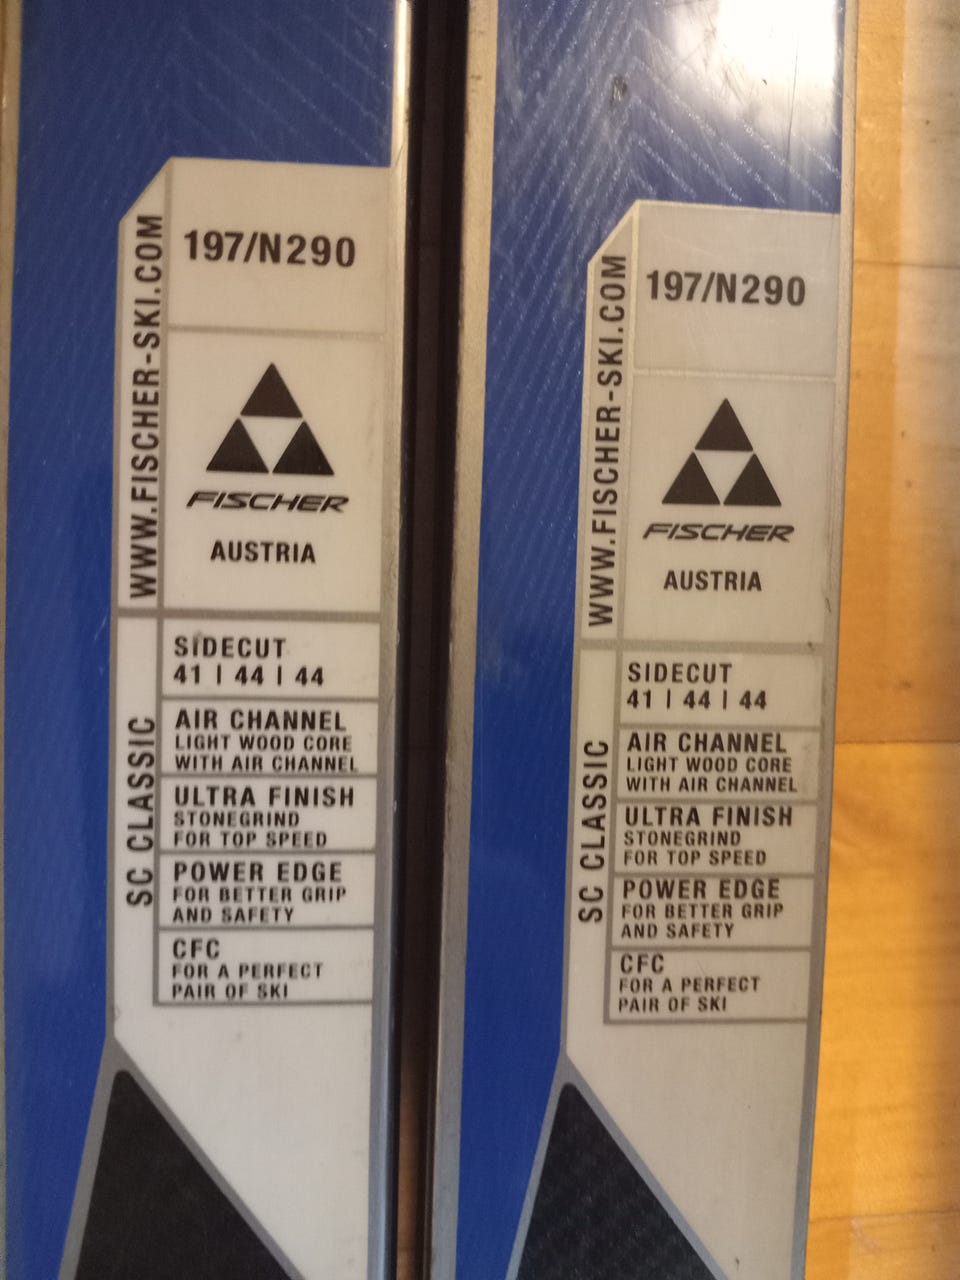 197/N290
WWW.FISCHER-SKI.COM
FISCHER
AUSTRIA
SC CLASSIC
SIDECUT
41 | 44 | 44
AIR CHANNEL
LIGHT WOOD CORE
WITH AIR CHANNEL
ULTRA FINISH
STONEGRIND
FOR TOP SPEED
POWER EDGE
FOR BETTER GRIP
AND SAFETY
CFC
FOR A PERFECT
PAIR OF SKI
197/N290
WWW.FISCHER-SKI.COM
FISCHER
AUSTRIA
SC CLASSIC
SIDECUT
41 | 44 | 44
AIR CHANNEL
LIGHT WOOD CORE
WITH AIR CHANNEL
ULTRA FINISH
STONEGRIND
FOR TOP SPEED
POWER EDGE
FOR BETTER GRIP
AND SAFETY
CFC
FOR A PERFECT
PAIR OF SKI